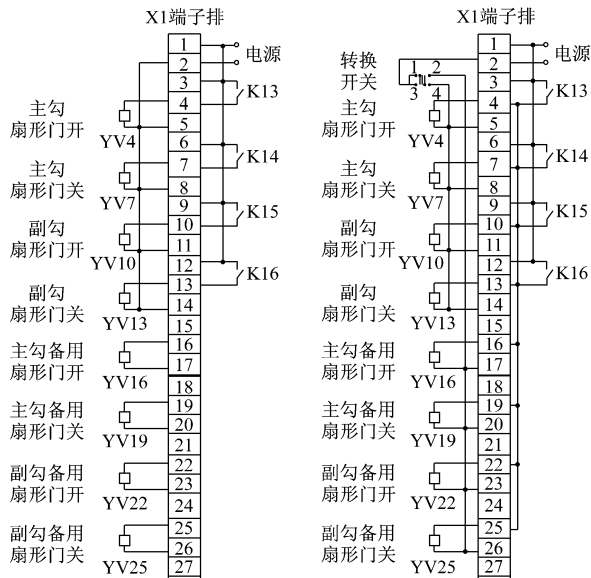 X1端子排
1
2
3
4
5
6
7
8
9
10
11
12
13
14
15
16
17
18
19
20
21
22
23
24
25
26
27
电源
K13
K14
K15
K16
主勾
扇形门开
YV4
主勾
扇形门关
YV7
副勾
扇形门开
YV10
副勾
扇形门关
YV13
主勾备用
扇形门开
YV16
主勾备用
扇形门关
YV19
副勾备用
扇形门开
YV22
副勾备用
扇形门关
YV25
X1端子排
1
2
3
4
5
6
7
8
9
10
11
12
13
14
15
16
17
18
19
20
21
22
23
24
25
26
27
电源
K13
K14
K15
K16
转换
开关
1 2
3 4
主勾
扇形门开
YV4
主勾
扇形门关
YV7
副勾
扇形门开
YV10
副勾
扇形门关
YV13
主勾备用
扇形门开
YV16
主勾备用
扇形门关
YV19
副勾备用
扇形门开
YV22
副勾备用
扇形门关
YV25